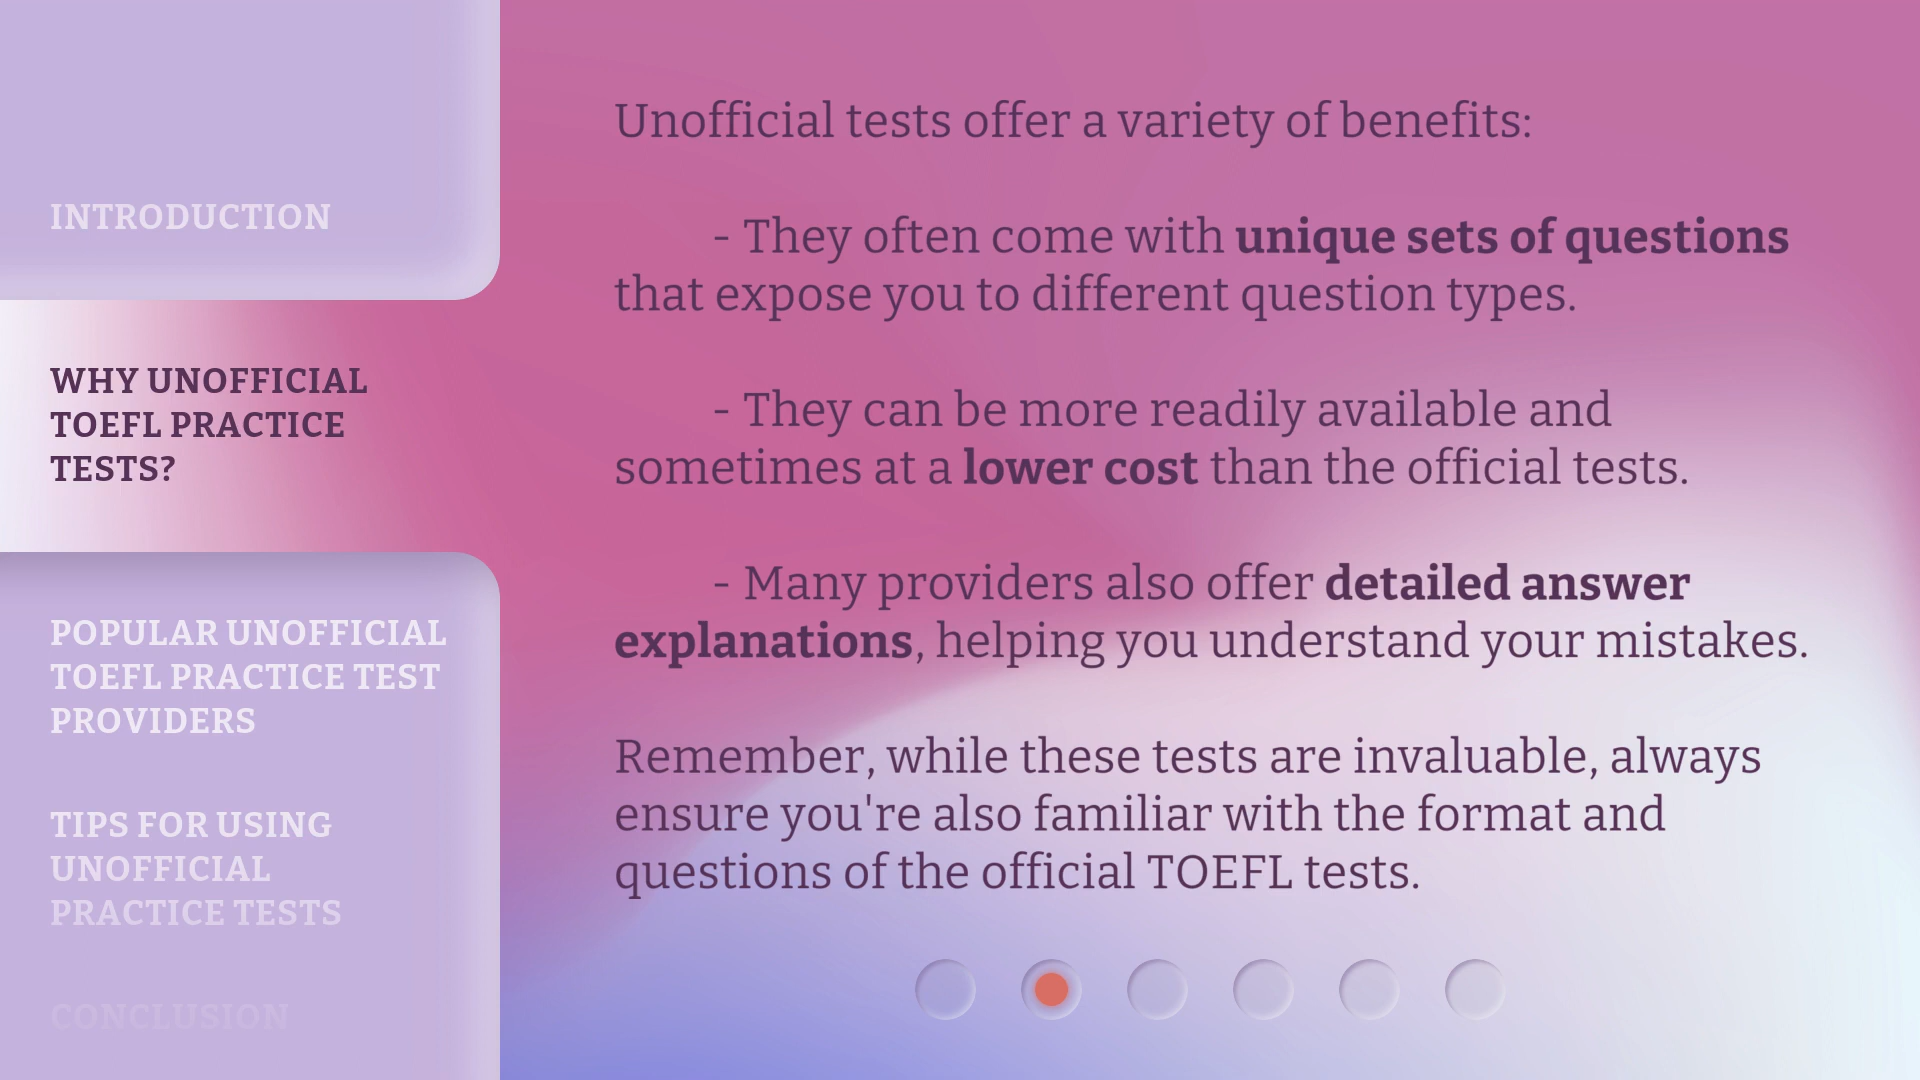 INTRODUCTION
WHY UNOFFICIAL
TOEFL PRACTICE
TESTS?
POPULAR UNOFFICIAL
TOEFL PRACTICE TEST
PROVIDERS
TIPS FOR USING
UNOFFICIAL
PRACTICE TESTS
CONCLUSION
Unofficial tests offer a variety of benefits:
- They often come with unique sets of questions
that expose you to different question types.
- They can be more readily available and
sometimes at a lower cost than the official tests.
- Many providers also offer detailed answer
explanations, helping you understand your mistakes.
Remember, while these tests are invaluable, always
ensure you're also familiar with the format and
questions of the official TOEFL tests.